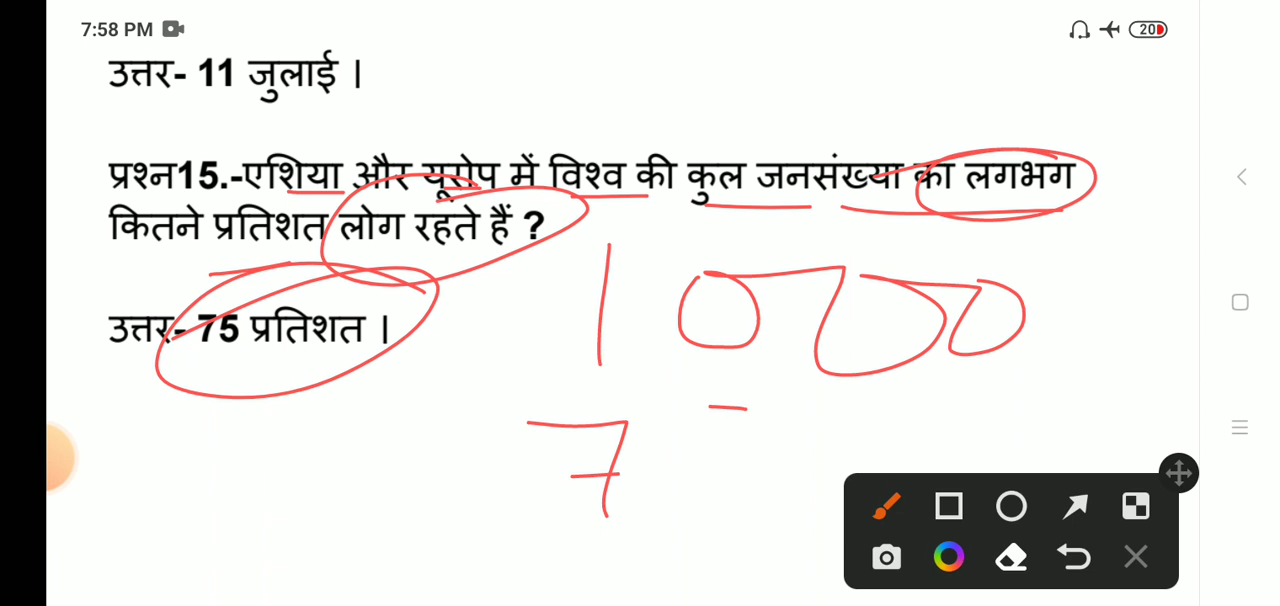 7:58 PM
20
उत्तर- 11 जुलाई ।
प्रश्न15.-एशिया और यूरोप में विश्व की कुल जनसंख्या का लगभग
कितने प्रतिशत लोग रहते हैं ?
उत्तर- 75 प्रतिशत ।
1000
7